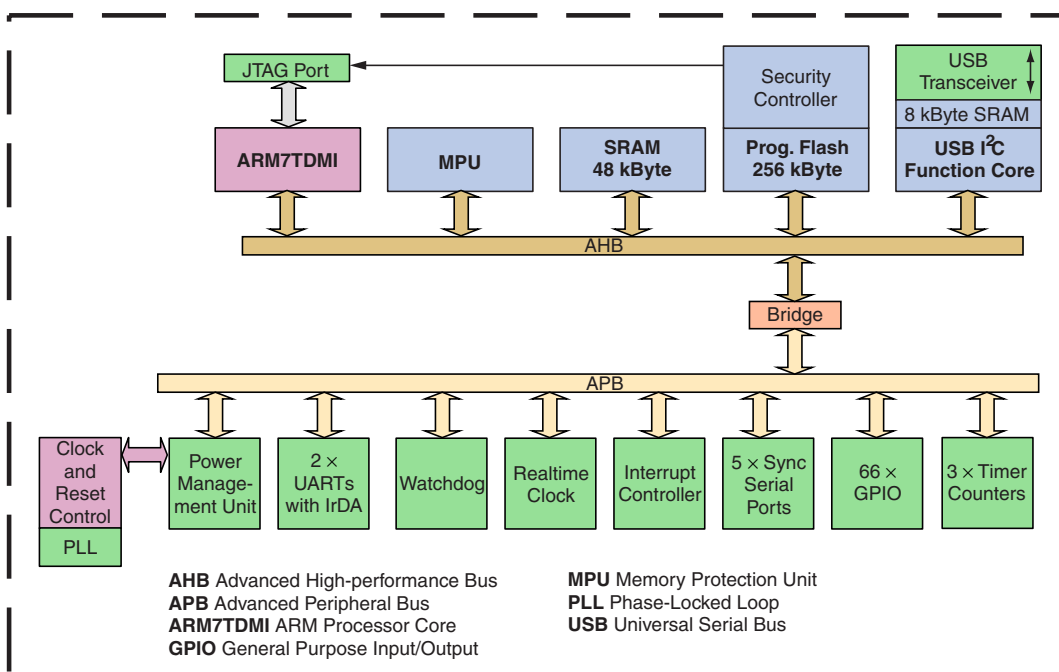 JTAG Port
Security
Controller
USB
Transceiver
8 kByte SRAM
ARM7TDMI
MPU
SRAM
48 kByte
Prog. Flash
256 kByte
USB I²C
Function Core
AHB
Bridge
APB
Clock
and
Reset
Control
PLL
Power
Manage-
ment Unit
2 ×
UARTs
with IrDA
Watchdog
Realtime
Clock
Interrupt
Controller
5 × Sync
Serial
Ports
66 ×
GPIO
3 × Timer
Counters
AHB Advanced High-performance Bus
APB Advanced Peripheral Bus
ARM7TDMI ARM Processor Core
GPIO General Purpose Input/Output
MPU Memory Protection Unit
PLL Phase-Locked Loop
USB Universal Serial Bus